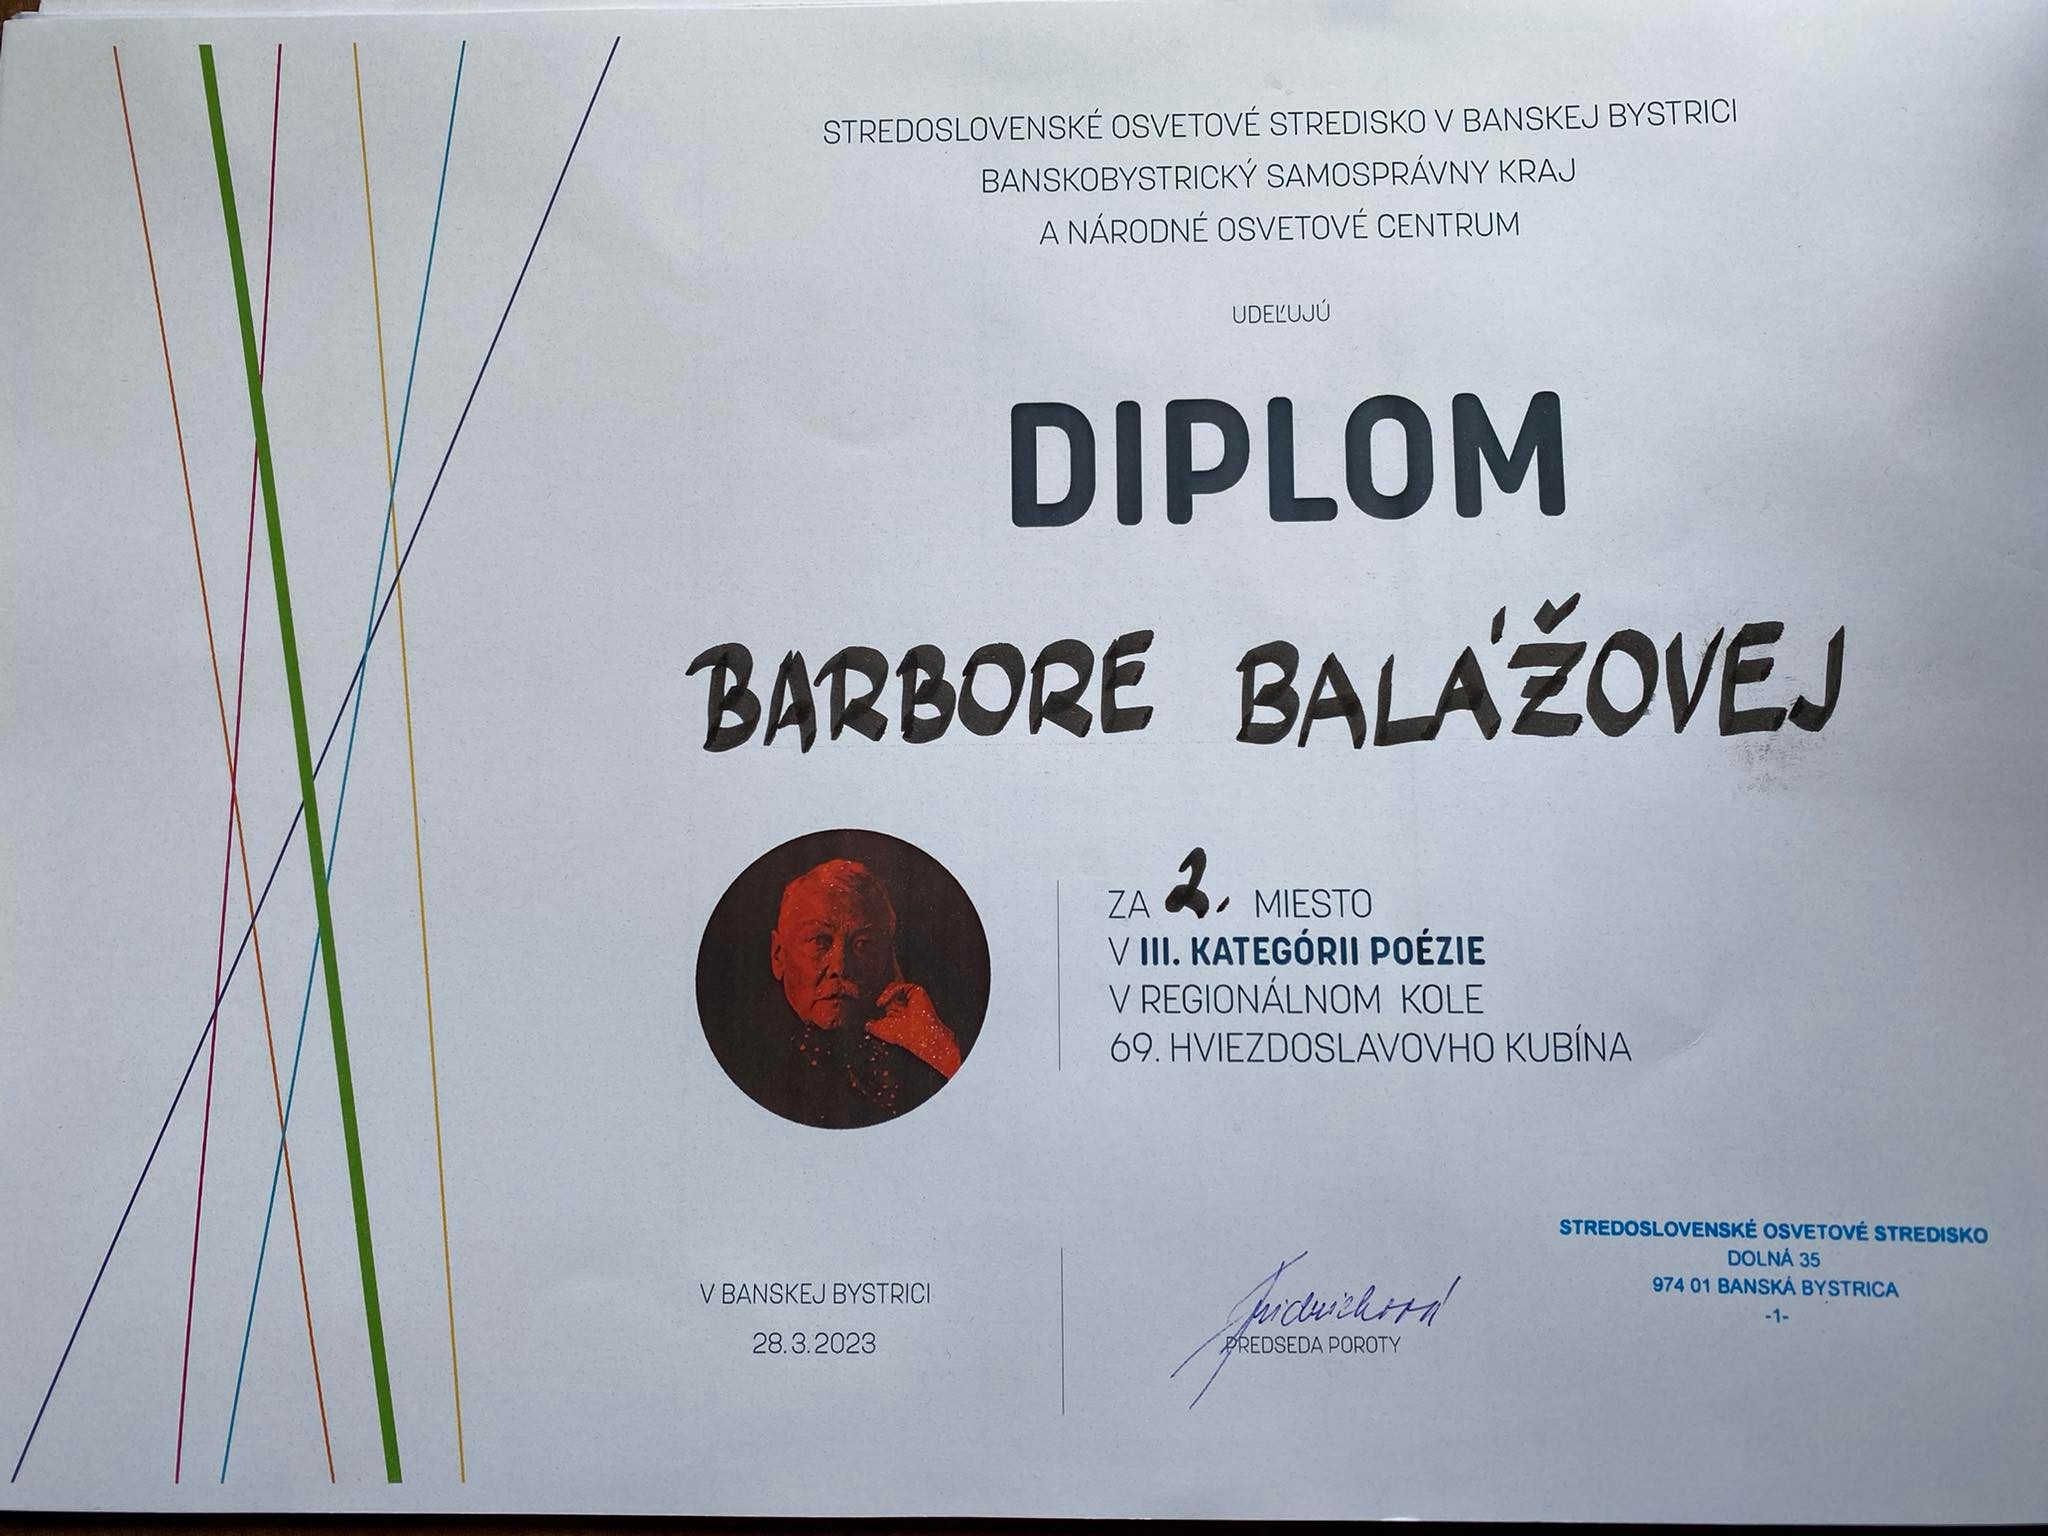 STREDOSLOVENSKÉ OSVETOVÉ STREDISKO V BANSKEJ BYSTRICI
BANSKOBYSTRICKÝ SAMOSPRÁVNY KRAJ
A NÁRODNÉ OSVETOVÉ CENTRUM
UDEĽUJÚ
DIPLOM
BARBORE BALÁŽOVEJ
ZA 2. MIESTO
V III. KATEGÓRII POÉZIE
V REGIONÁLNOM KOLE
69. HVIEZDOSLAVOVHO KUBÍNA
V BANSKEJ BYSTRICI
28.3.2023
PREDSEDA POROTY
STREDOSLOVENSKÉ OSVETOVÉ STREDISKO
DOLNÁ 35
974 01 BANSKÁ BYSTRICA
-1-